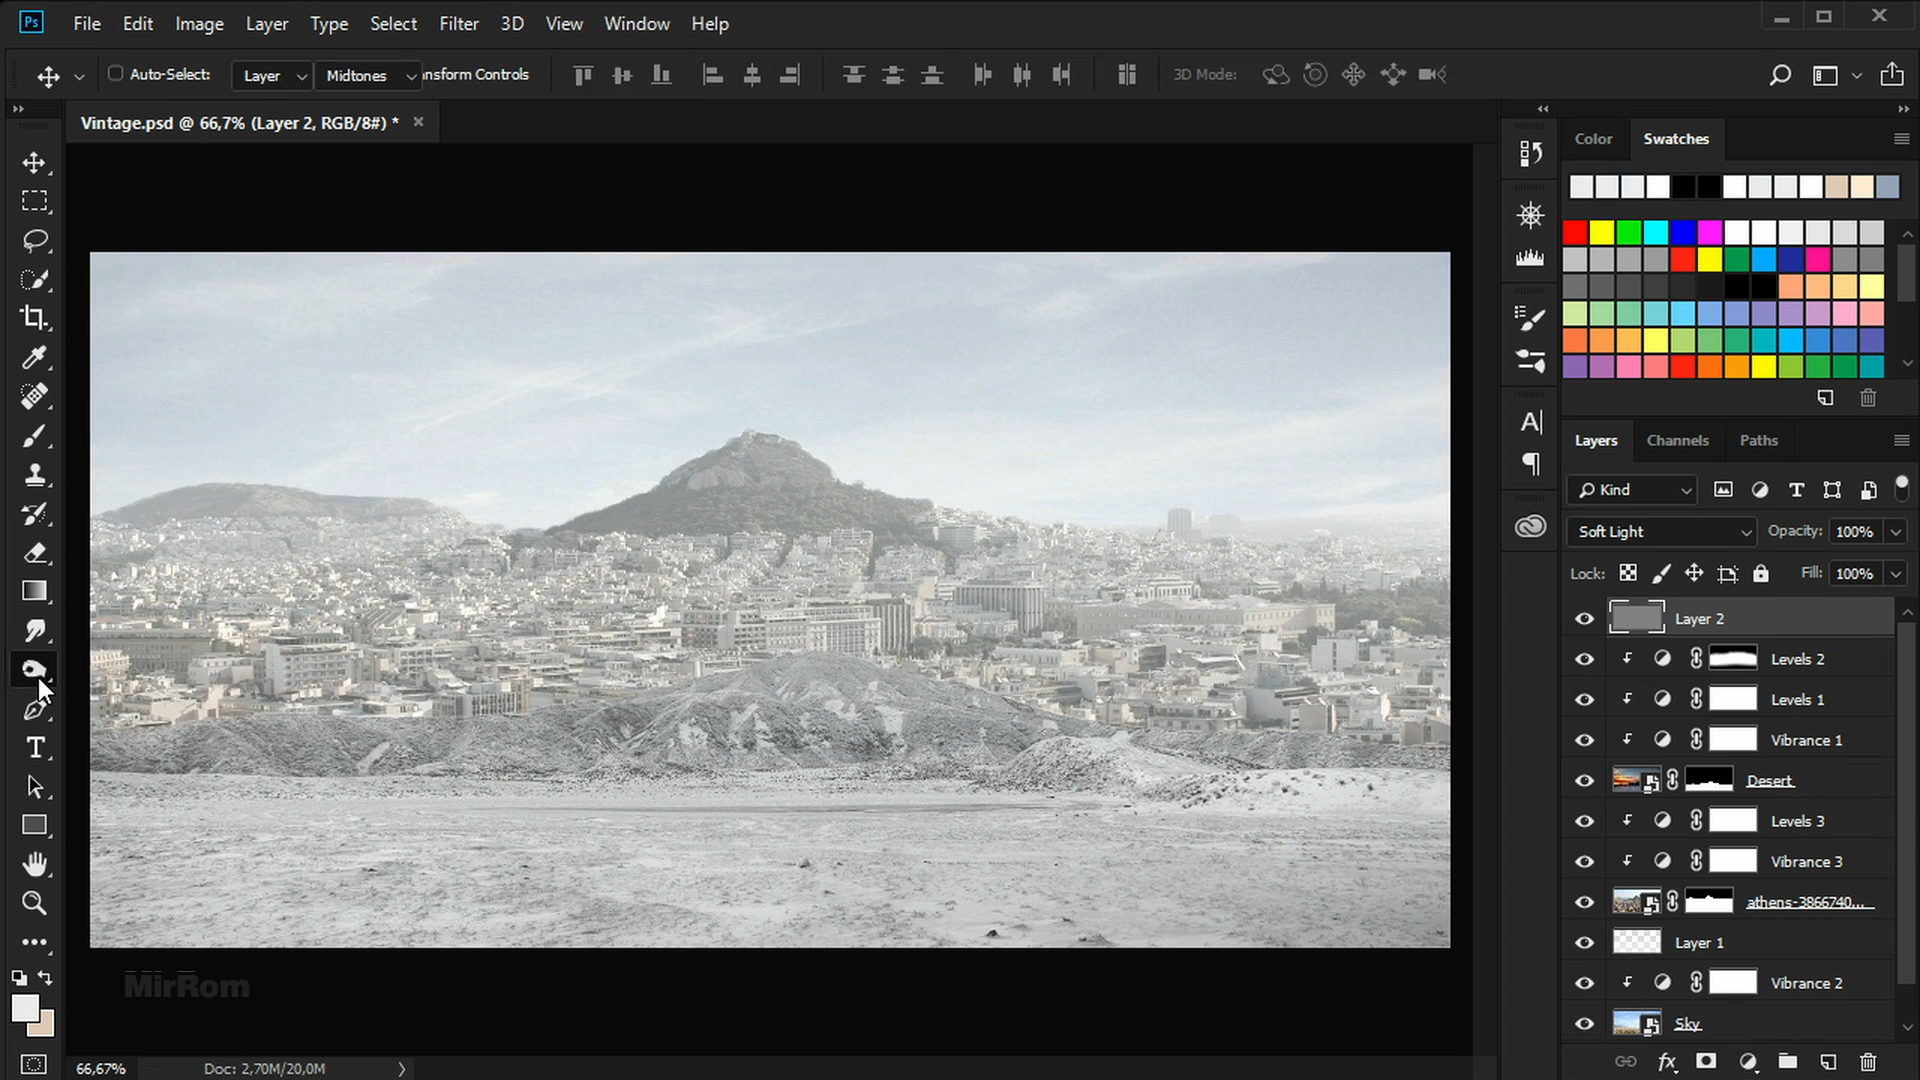 Ps File Edit Image Layer Type Select Filter 3D View Window Help
Auto-Select: Layer Midtones ansform Controls 3D Mode:
Vintage.psd @ 66,7% (Layer 2, RGB/8#) *
Color Swatches
Layers Channels Paths
Kind
Soft Light Opacity: 100%
Lock: Fill: 100%
Layer 2
Levels 2
Levels 1
Vibrance 1
Desert
Levels 3
Vibrance 3
athens-3866740...
Layer 1
Vibrance 2
Sky
fx
MirRom
66,67% Doc: 2,70M/20,0M